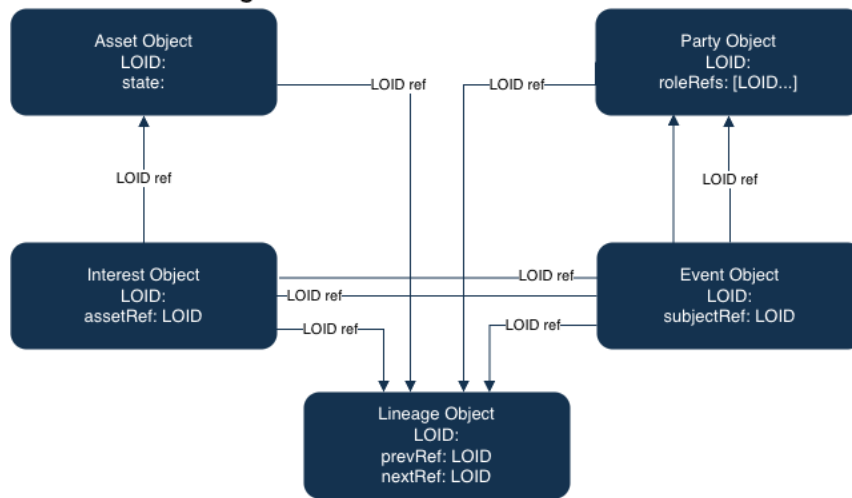 Asset Object
LOID:
state:
Party Object
LOID:
roleRefs: [LOID...]
LOID ref
LOID ref
LOID ref
LOID ref
Interest Object
LOID:
assetRef: LOID
LOID ref
LOID ref
LOID ref
LOID ref
Event Object
LOID:
subjectRef: LOID
Lineage Object
LOID:
prevRef: LOID
nextRef: LOID